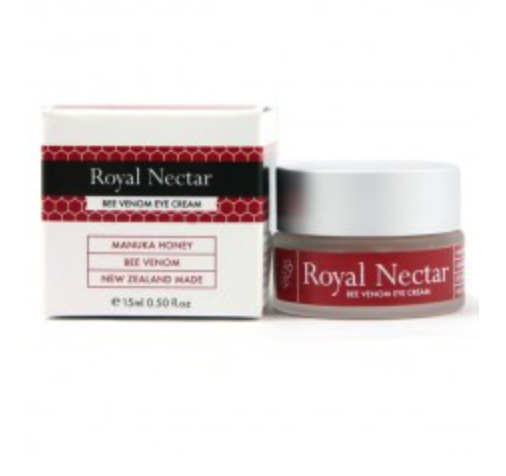 Royal Nectar
BEE VENOM EYE CREAM
MANUKA HONEY
BEE VENOM
NEW ZEALAND MADE
℮ 15ml 0.50 fl.oz
Royal Nectar
BEE VENOM EYE CREAM